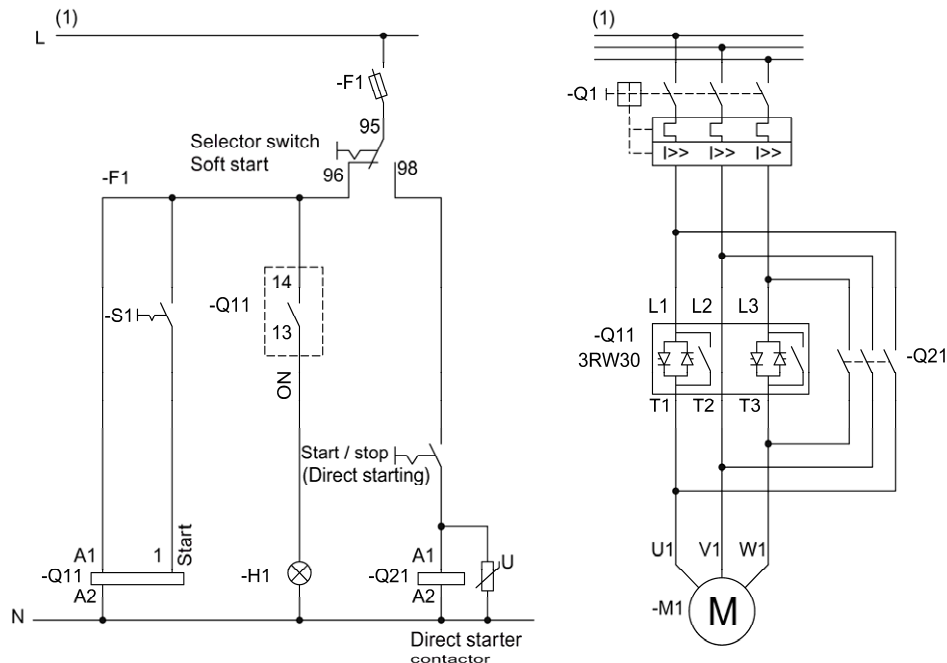 (1)
L
-F1
95
Selector switch
Soft start
96
98
-F1
14
-Q11
13
-S1
ON
Start / stop
(Direct starting)
Start
A1
1
-Q11
A2
-H1
A1
-Q21
A2
U
N
Direct starter
contactor
(1)
-Q1
I>> I>> I>>
L1 L2 L3
-Q11
3RW30
-Q21
T1 T2 T3
U1 V1 W1
-M1
M